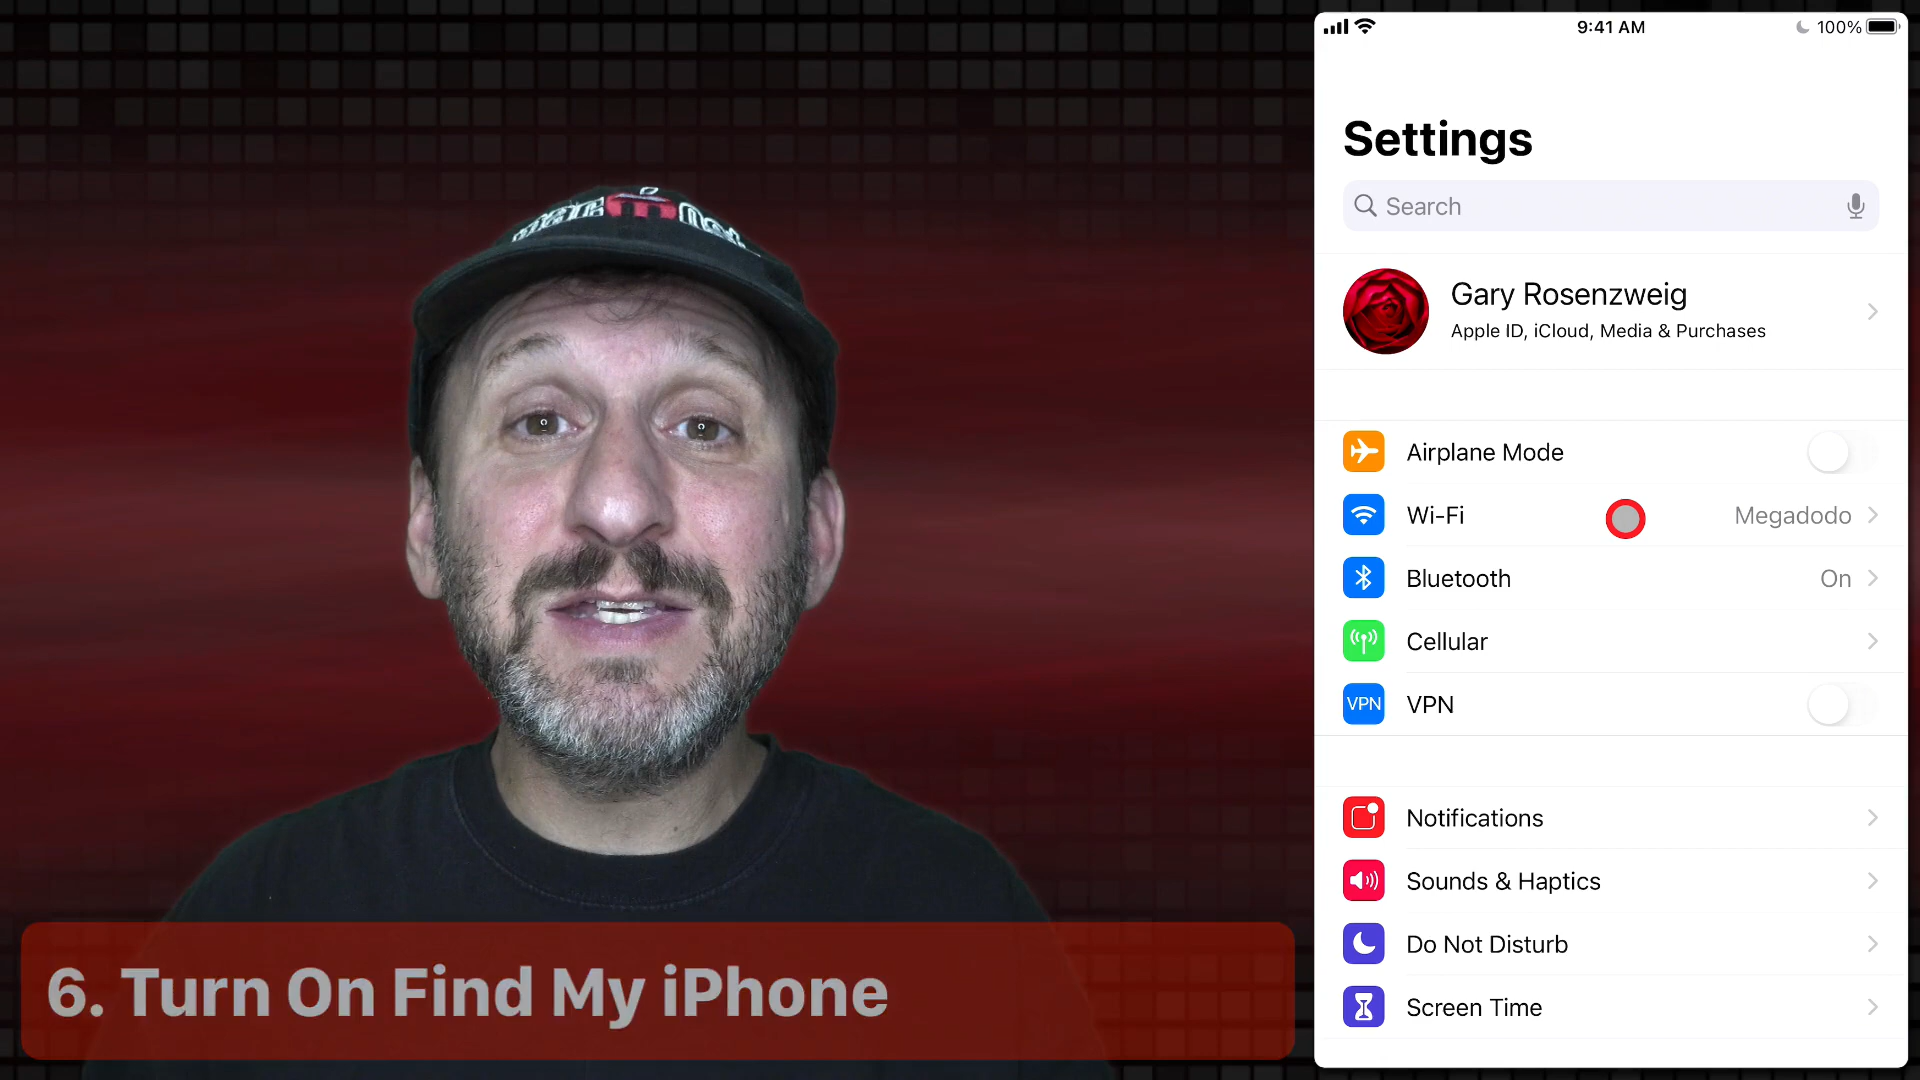 9:41 AM
100%
Settings
Search
Gary Rosenzweig
Apple ID, iCloud, Media & Purchases
Airplane Mode
Wi-Fi
Megadodo
Bluetooth
On
Cellular
VPN
VPN
Notifications
Sounds & Haptics
Do Not Disturb
Screen Time
6. Turn On Find My iPhone